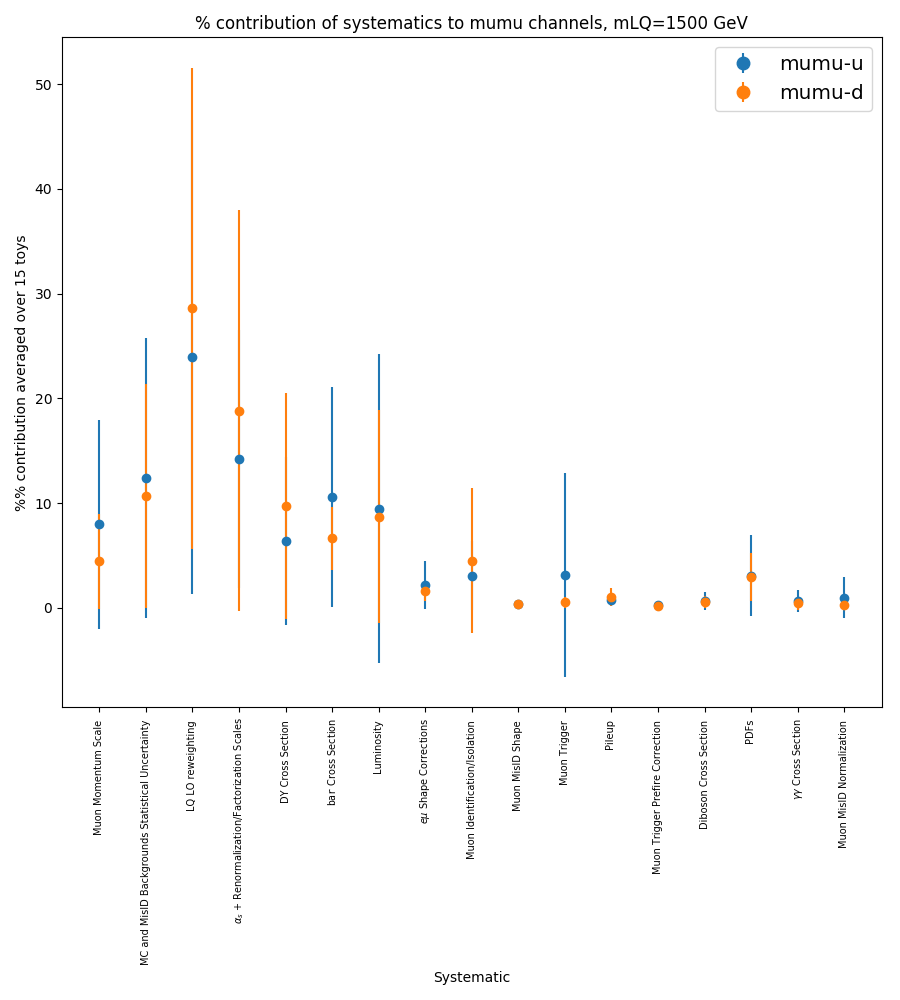 % contribution of systematics to mumu channels, mLQ=1500 GeV
mumu-u
mumu-d
%% contribution averaged over 15 toys
50
40
30
20
10
0
Muon Momentum Scale
MC and MisID Backgrounds Statistical Uncertainty
LQ LO reweighting
αs + Renormalization/Factorization Scales
DY Cross Section
bar Cross Section
Luminosity
eμ Shape Corrections
Muon Identification/Isolation
Muon MisID Shape
Muon Trigger
Pileup
Muon Trigger Prefire Correction
Diboson Cross Section
PDFs
γγ Cross Section
Muon MisID Normalization
Systematic